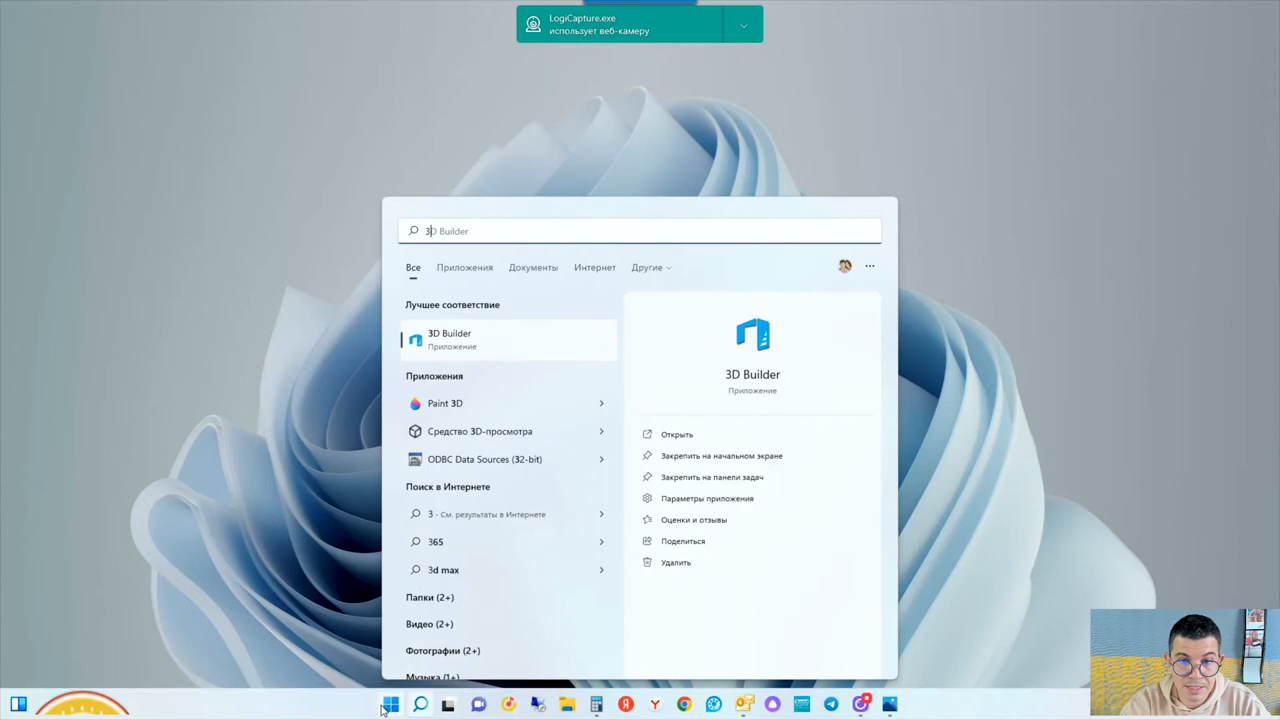 LogiCapture.exe
использует веб-камеру
3D Builder
Все Приложения Документы Интернет Другие
Лучшее соответствие
3D Builder
Приложение
Приложения
Paint 3D
Средство 3D-просмотра
ODBC Data Sources (32-bit)
Поиск в Интернете
3 - См. результаты в Интернете
365
3d max
Папки (2+)
Видео (2+)
Фотографии (2+)
Музыка (1+)
3D Builder
Приложение
Открыть
Закрепить на начальном экране
Закрепить на панели задач
Параметры приложения
Оценки и отзывы
Поделиться
Удалить